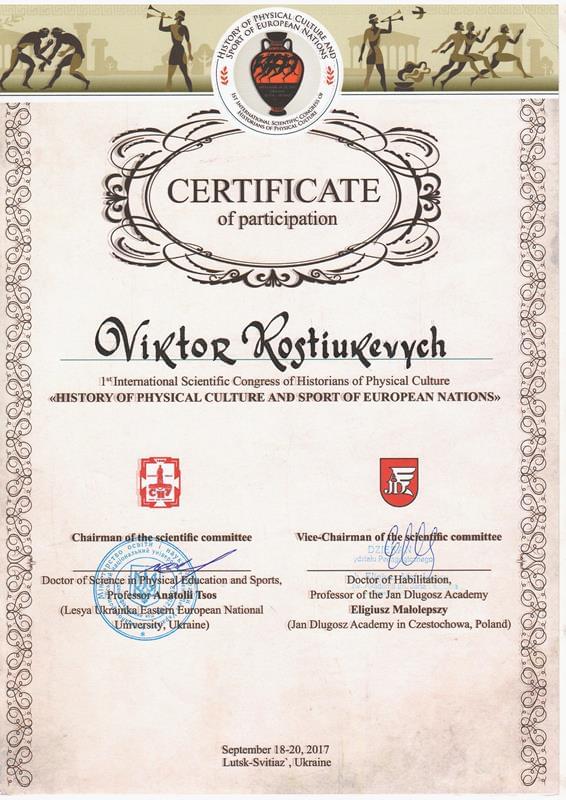 HISTORY OF PHYSICAL CULTURE AND
SPORT OF EUROPEAN NATIONS
1ST INTERNATIONAL SCIENTIFIC CONGRESS OF
HISTORIANS OF PHYSICAL CULTURE
CERTIFICATE
of participation
Viktor Kostiukevych
1st International Scientific Congress of Historians of Physical Culture
«HISTORY OF PHYSICAL CULTURE AND SPORT OF EUROPEAN NATIONS»
Chairman of the scientific committee
Doctor of Science in Physical Education and Sports,
Professor Anatolii Tsos
(Lesya Ukrainka Eastern European National
University, Ukraine)
Vice-Chairman of the scientific committee
DZIEKAN
Doctor of Habilitation,
Professor of the Jan Dlugosz Academy
Eligiusz Małolepszy
(Jan Dlugosz Academy in Czestochowa, Poland)
September 18-20, 2017
Lutsk-Svitiaz`, Ukraine